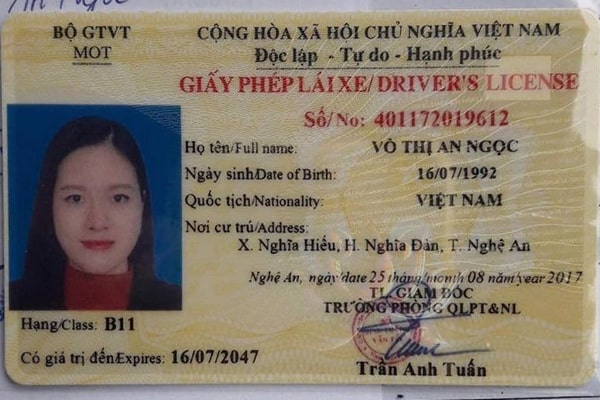 An Ngọc
BỘ GTVT
MOT
CỘNG HÒA XÃ HỘI CHỦ NGHĨA VIỆT NAM
Độc lập - Tự do - Hạnh phúc
GIẤY PHÉP LÁI XE/DRIVER'S LICENSE
Số/No: 401172019612
Họ tên/Full name: VÕ THỊ AN NGỌC
Ngày sinh/Date of Birth: 16/07/1992
Quốc tịch/Nationality: VIỆT NAM
Nơi cư trú/Address:
X. Nghĩa Hiếu, H. Nghĩa Đàn, T. Nghệ An
Nghệ An, ngày/date 25 tháng/month 08 năm/year 2017
TL. GIÁM ĐỐC
TRƯỞNG PHÒNG QLPT&NL
Hạng/Class: B11
Có giá trị đến/Expires: 16/07/2047
Trần Anh Tuấn